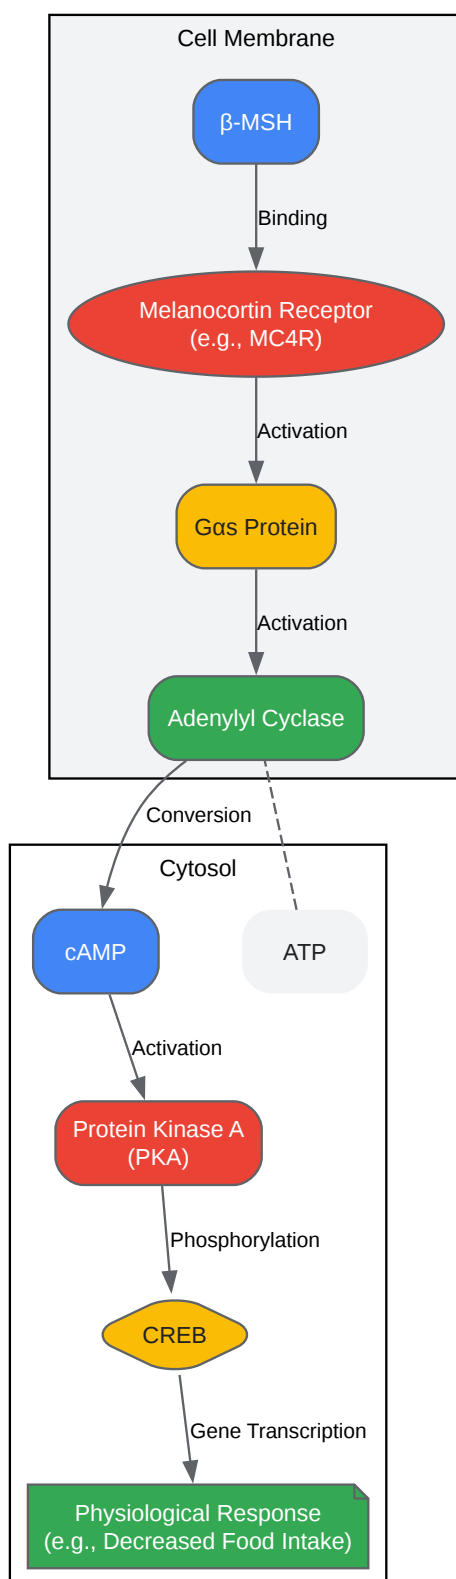 Cell Membrane
β-MSH
Binding
Melanocortin Receptor
(e.g., MC4R)
Activation
Gαs Protein
Activation
Adenylyl Cyclase
Conversion
Cytosol
cAMP
ATP
Activation
Protein Kinase A
(PKA)
Phosphorylation
CREB
Gene Transcription
Physiological Response
(e.g., Decreased Food Intake)